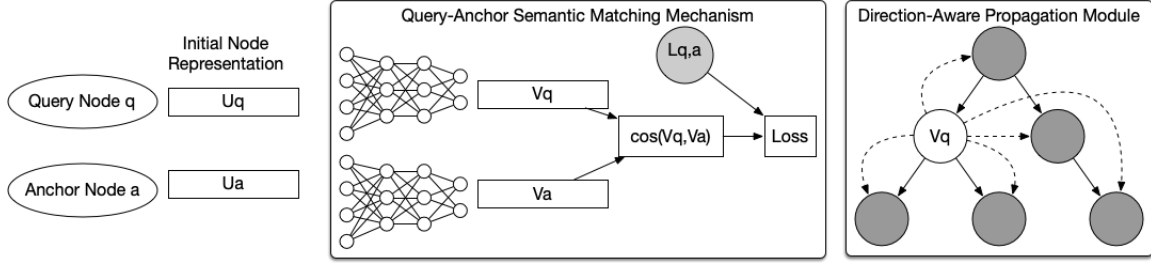 Query-Anchor Semantic Matching Mechanism
Direction-Aware Propagation Module
Initial Node
Representation
Query Node q
Uq
Anchor Node a
Ua
Lq,a
Vq
cos(Vq,Va)
Loss
Va
Vq